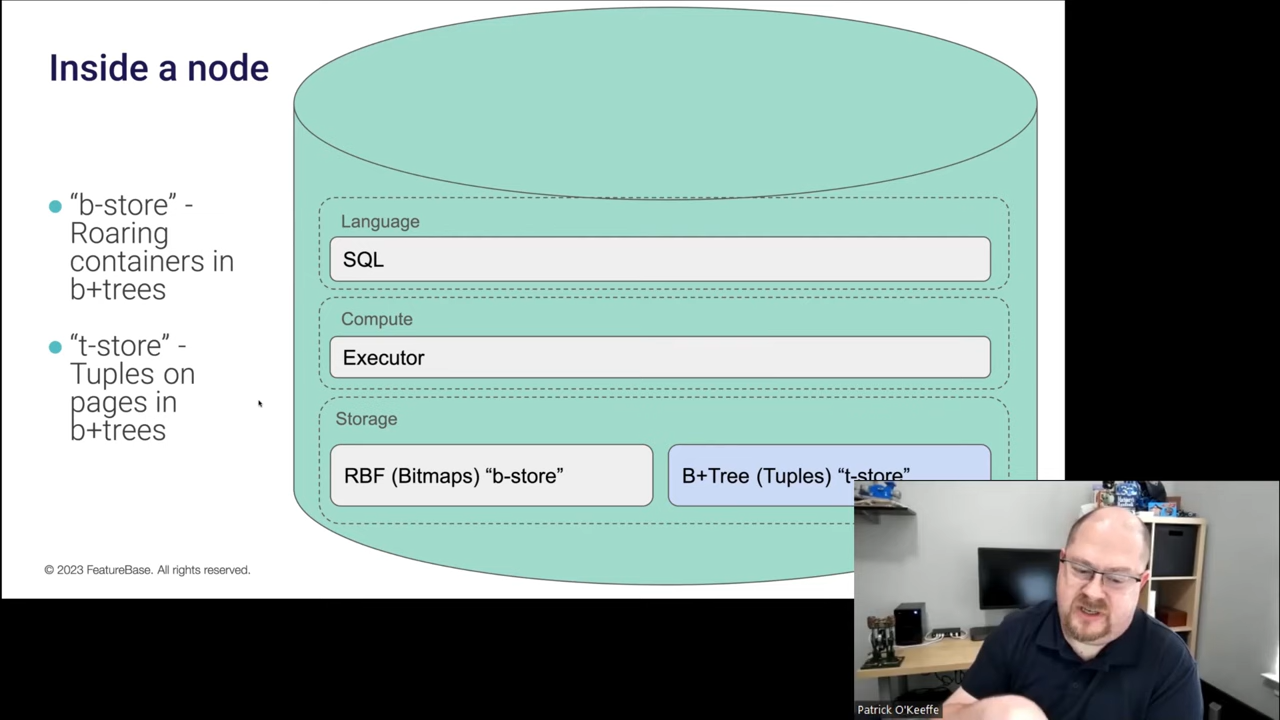 Inside a node
“b-store” -
Roaring
containers in
b+trees
“t-store” -
Tuples on
pages in
b+trees
Language
SQL
Compute
Executor
Storage
RBF (Bitmaps) “b-store”
B+Tree (Tuples) “t-store”
© 2023 FeatureBase. All rights reserved.
Patrick O'Keeffe